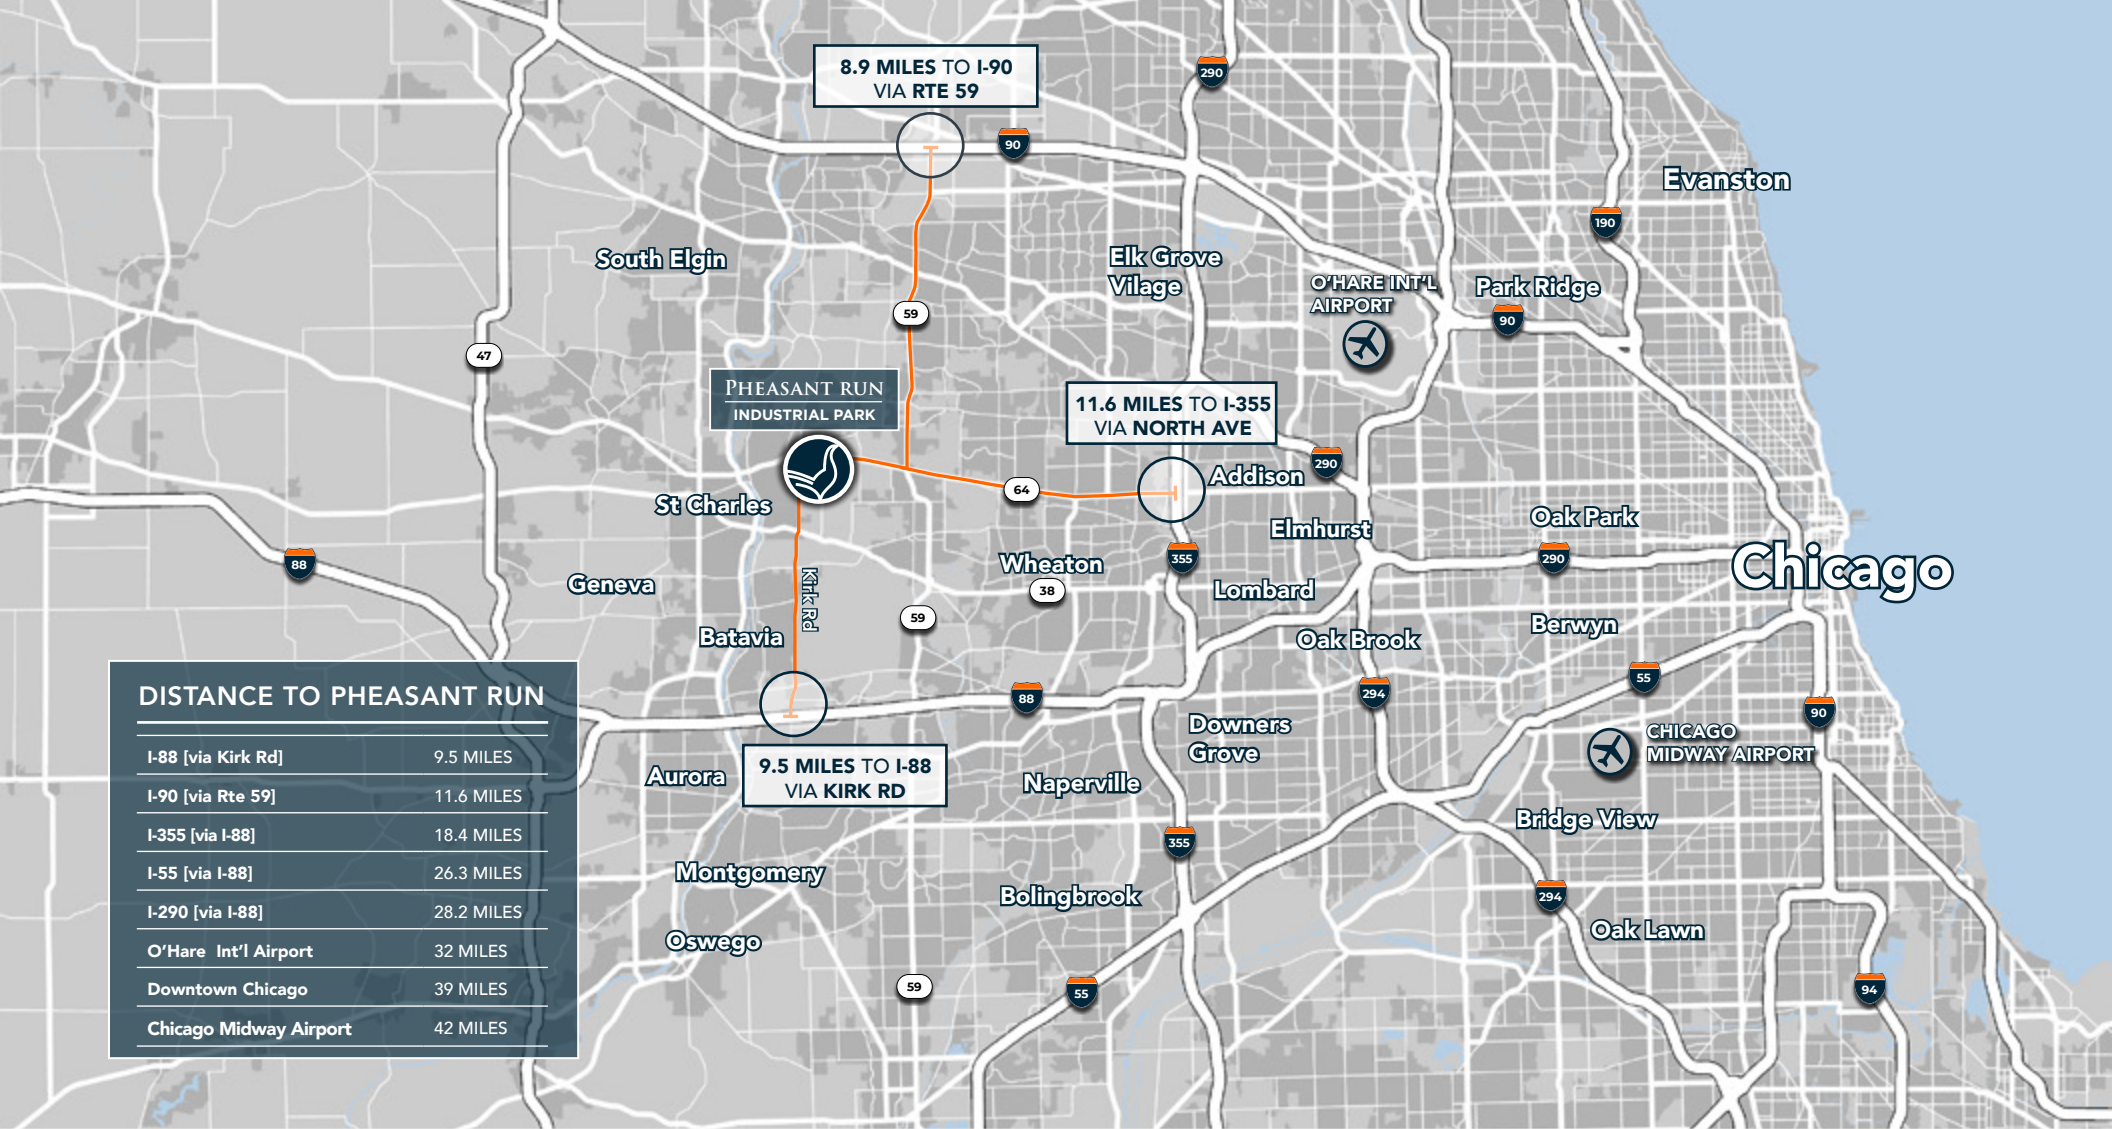 8.9 MILES TO I-90
VIA RTE 59
290
90
Evanston
190
South Elgin
Elk Grove
Vilage
O'HARE INT'L
AIRPORT
Park Ridge
90
59
47
PHEASANT RUN
INDUSTRIAL PARK
11.6 MILES TO I-355
VIA NORTH AVE
290
Addison
64
St Charles
Oak Park
Elmhurst
88
Wheaton
355
290
Chicago
Geneva
38
Lombard
Kirk Rd
59
Berwyn
Batavia
Oak Brook
55
294
88
90
DISTANCE TO PHEASANT RUN
I-88 [via Kirk Rd] 9.5 MILES
I-90 [via Rte 59] 11.6 MILES
I-355 [via I-88] 18.4 MILES
I-55 [via I-88] 26.3 MILES
I-290 [via I-88] 28.2 MILES
O'Hare Int'l Airport 32 MILES
Downtown Chicago 39 MILES
Chicago Midway Airport 42 MILES
Downers
Grove
CHICAGO
MIDWAY AIRPORT
9.5 MILES TO I-88
VIA KIRK RD
Aurora
Naperville
Bridge View
355
Montgomery
Bolingbrook
294
Oak Lawn
Oswego
59
55
94